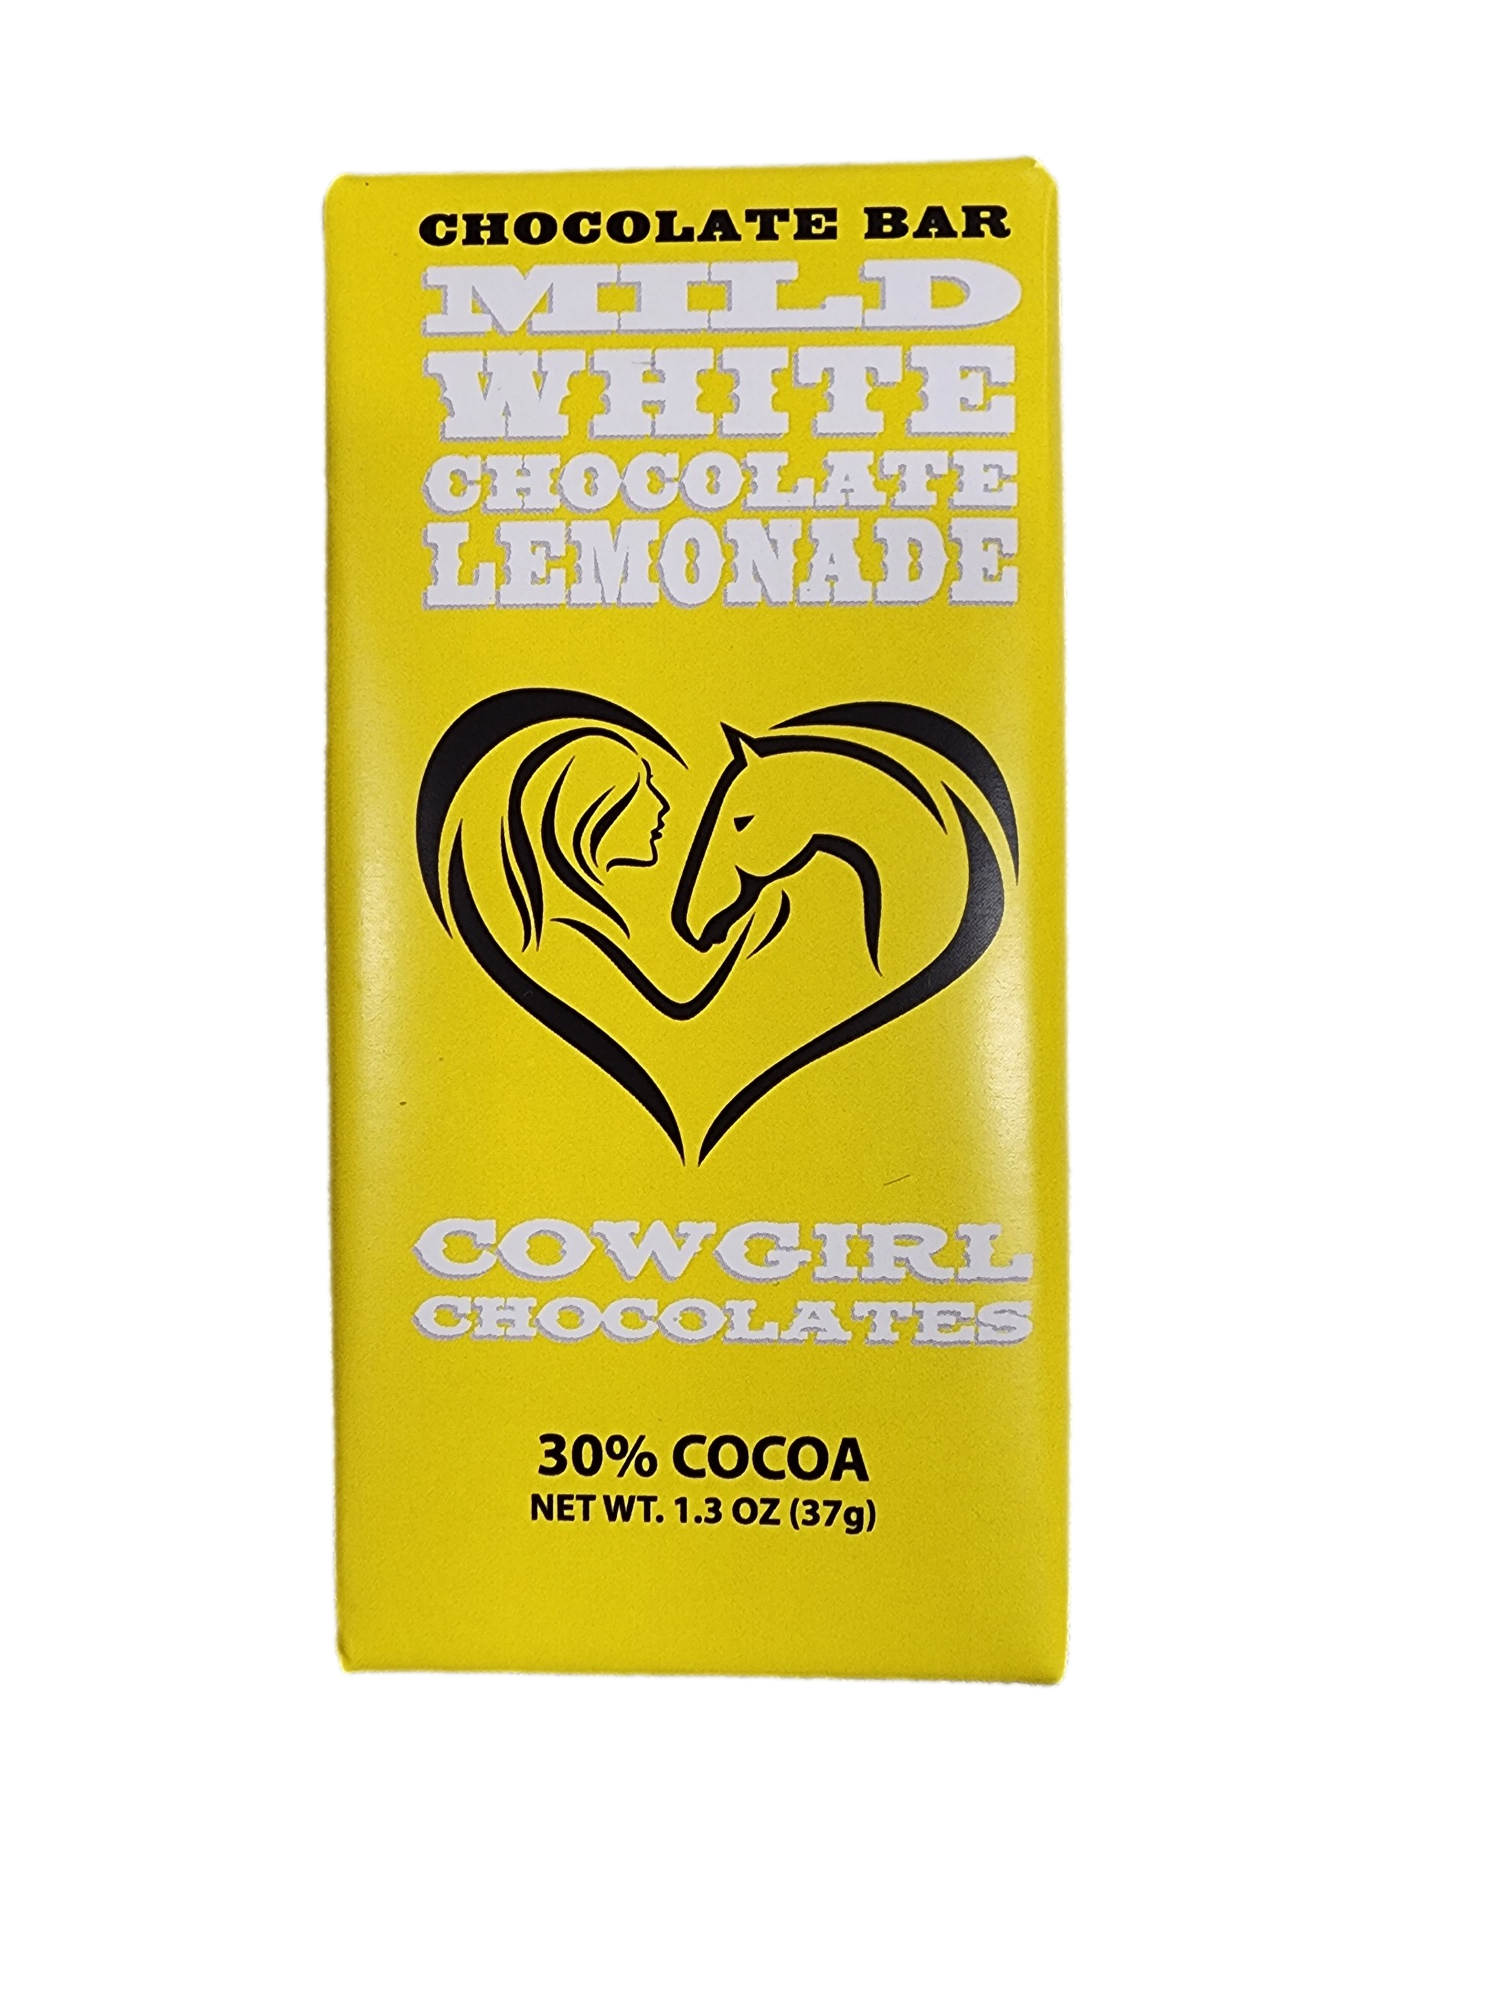 CHOCOLATE BAR
MILD
WHITE
CHOCOLATE
LEMONADE
COWGIRL
CHOCOLATES
30% COCOA
NET WT. 1.3 OZ (37g)